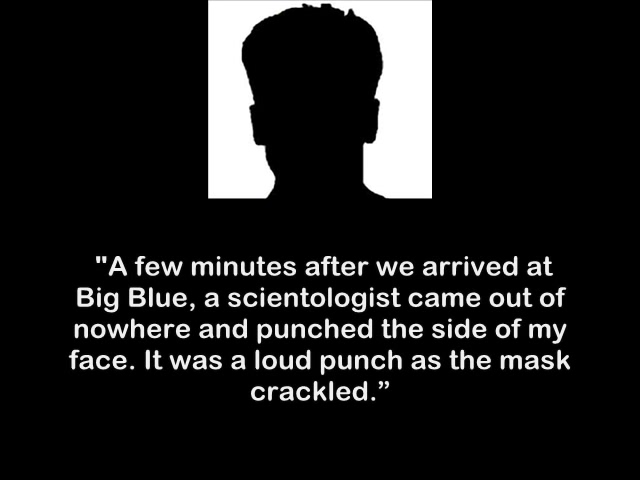 "A few minutes after we arrived at
Big Blue, a scientologist came out of
nowhere and punched the side of my
face. It was a loud punch as the mask
crackled.”